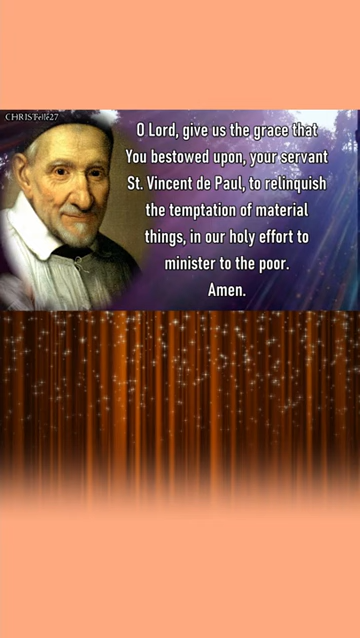 CHRISTelle27
O Lord, give us the grace that
You bestowed upon, your servant
St. Vincent de Paul, to relinquish
the temptation of material
things, in our holy effort to
minister to the poor.
Amen.